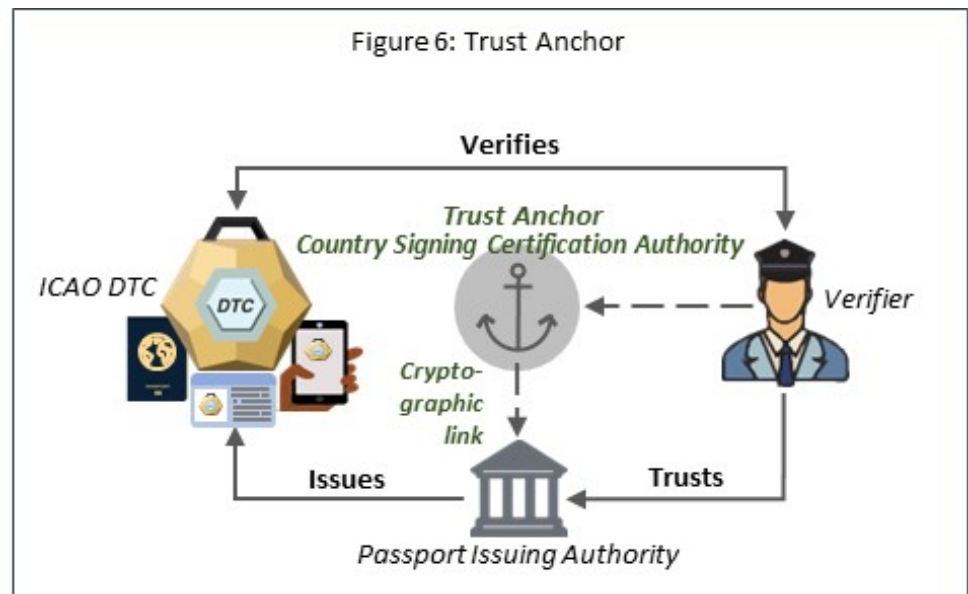 Figure 6: Trust Anchor
Verifies
Trust Anchor
Country Signing Certification Authority
ICAO DTC
DTC
Verifier
Crypto-
graphic
link
Issues
Trusts
Passport Issuing Authority